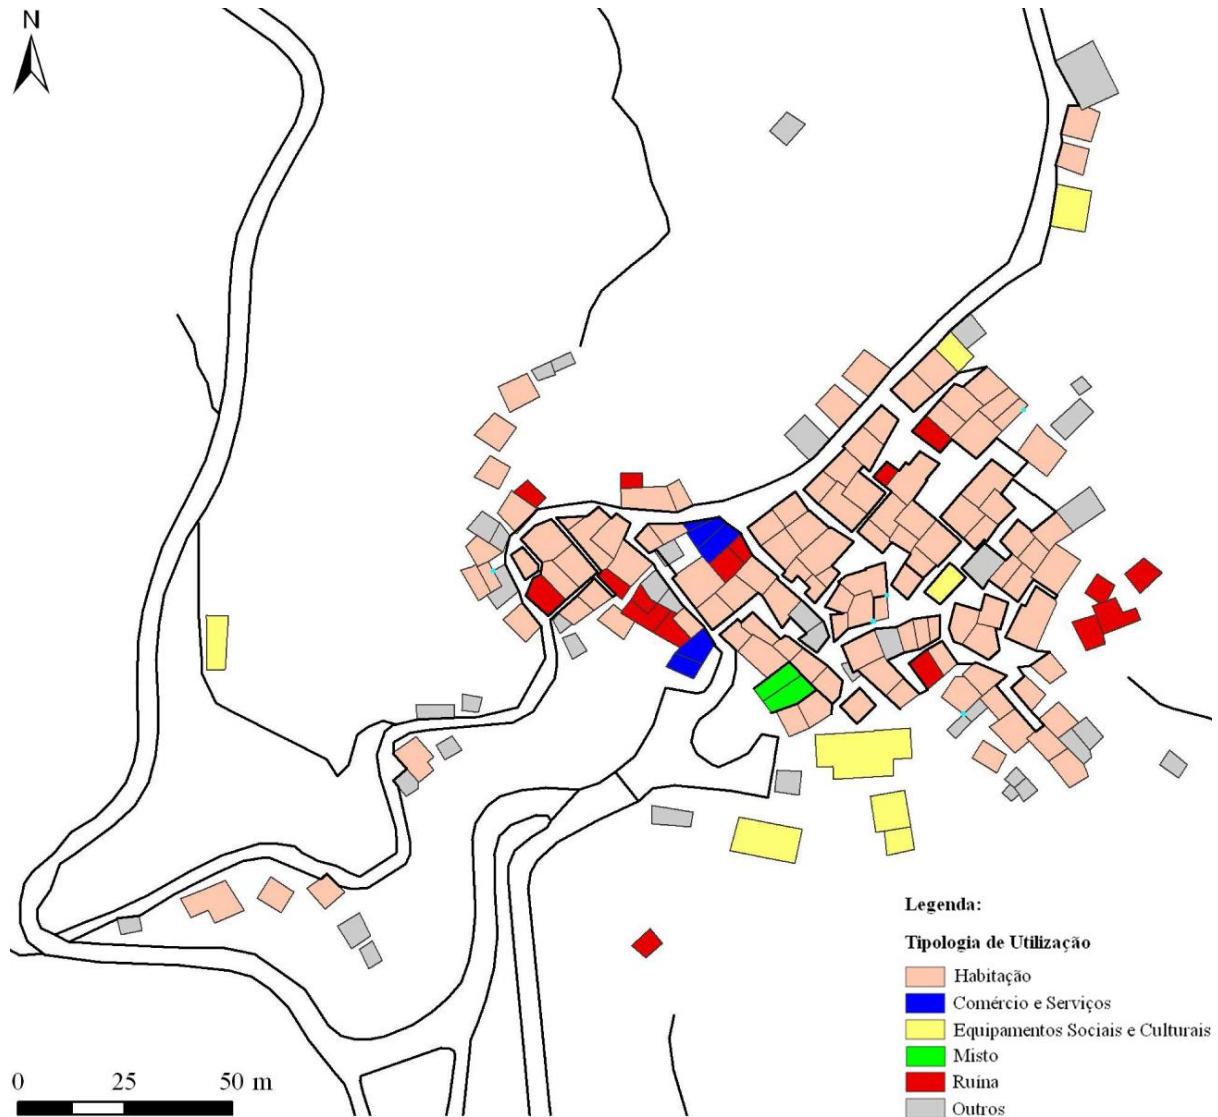 N
Legenda:
Tipologia de Utilização
Habitação
Comércio e Serviços
Equipamentos Sociais e Culturais
Misto
Ruína
Outros
0 25 50 m